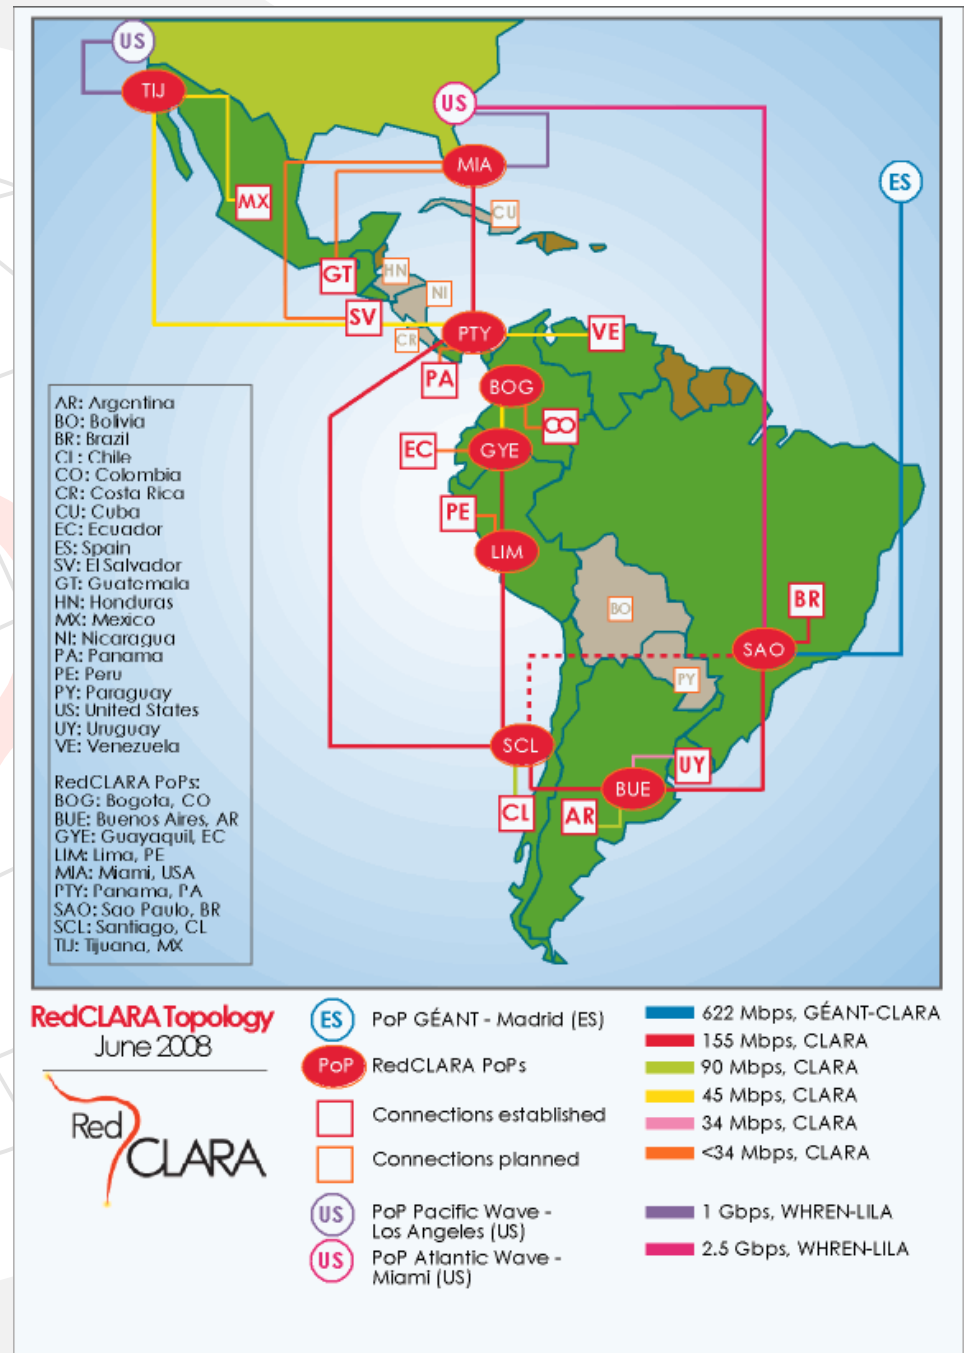 US
TIJ
US
MIA
ES
MX
CU
GT
HN
NI
SV
CR
PTY
VE
PA
BOG
CO
EC
GYE
PE
LIM
BO
BR
SAO
PY
SCL
UY
BUE
CL
AR
AR: Argentina
BO: Bolivia
BR: Brazil
CL: Chile
CO: Colombia
CR: Costa Rica
CU: Cuba
EC: Ecuador
ES: Spain
SV: El Salvador
GT: Guatemala
HN: Honduras
MX: Mexico
NI: Nicaragua
PA: Panama
PE: Peru
PY: Paraguay
US: United States
UY: Uruguay
VE: Venezuela
RedCLARA PoPs:
BOG: Bogota, CO
BUE: Buenos Aires, AR
GYE: Guayaquil, EC
LIM: Lima, PE
MIA: Miami, USA
PTY: Panama, PA
SAO: Sao Paulo, BR
SCL: Santiago, CL
TIJ: Tijuana, MX
RedCLARA Topology
June 2008
Red
CLARA
ES PoP GÉANT - Madrid (ES)
PoP RedCLARA PoPs
Connections established
Connections planned
US PoP Pacific Wave -
Los Angeles (US)
US PoP Atlantic Wave -
Miami (US)
622 Mbps, GÉANT-CLARA
155 Mbps, CLARA
90 Mbps, CLARA
45 Mbps, CLARA
34 Mbps, CLARA
<34 Mbps, CLARA
1 Gbps, WHREN-LILA
2.5 Gbps, WHREN-LILA